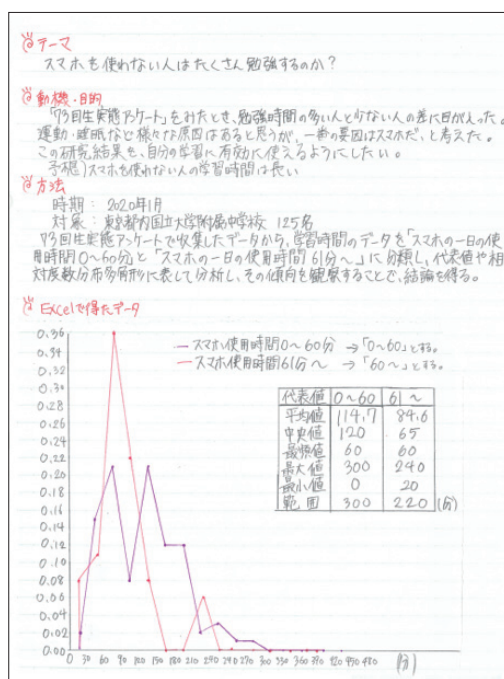 テーマ
スマホを使わない人はたくさん勉強するのか？
動機・目的
「73回生実態アンケート」をみたとき、勉強時間の多い人と少ない人の差に目がみえった。
運動・睡眠など様々な原因はあると思うが、一番の要因はスマホだ、と考えた。
この研究結果を、自分の学習に有効に使えるようにしたい。
予想）スマホを使わない人の学習時間は長い
方法
時期：2020年1月
対象：東京都内国立大学附属中学校 125名
73回生実態アンケートで収集したデータから、学習時間のデータを「スマホの一日の使
用時間0～60分」と「スマホの一日の使用時間61分～」に分類し、代表値や相
対度数分布多角形に表して分析し、その傾向を観察することで、結論を得る。
Excelで得たデータ
スマホ使用時間0～60分 →「0～60」とする。
スマホ使用時間61分～ →「60～」とする。
代表値 0～60 61～
平均値 114.7 84.6
中央値 120 65
最頻値 60 60
最大値 300 240
最小値 0 20
範囲 300 220 (分)
0.36
0.34
0.32
0.30
0.28
0.26
0.24
0.22
0.20
0.18
0.16
0.14
0.12
0.10
0.08
0.06
0.04
0.02
0.00
0 30 60 90 120 150 180 210 240 270 300 330 360 390 420 450 480 (分)